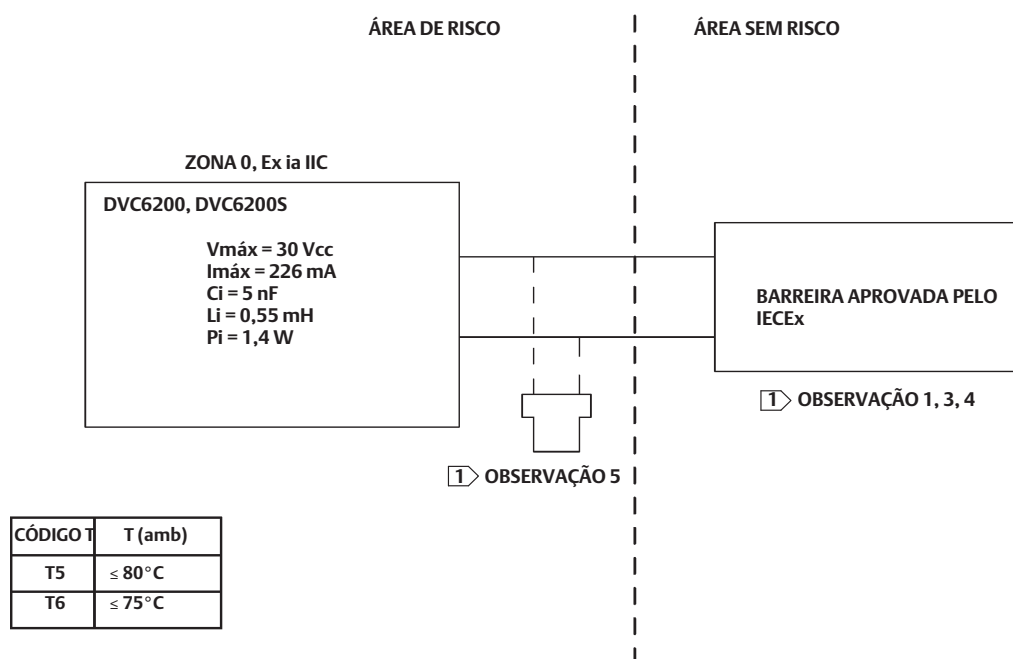 ÁREA DE RISCO
ÁREA SEM RISCO
ZONA 0, Ex ia IIC
DVC6200, DVC6200S
Vmáx = 30 Vcc
Imáx = 226 mA
Ci = 5 nF
Li = 0,55 mH
Pi = 1,4 W
BARREIRA APROVADA PELO
IECEx
1 OBSERVAÇÃO 1, 3, 4
1 OBSERVAÇÃO 5
CÓDIGO T T (amb)
T5 ≤ 80°C
T6 ≤ 75°C